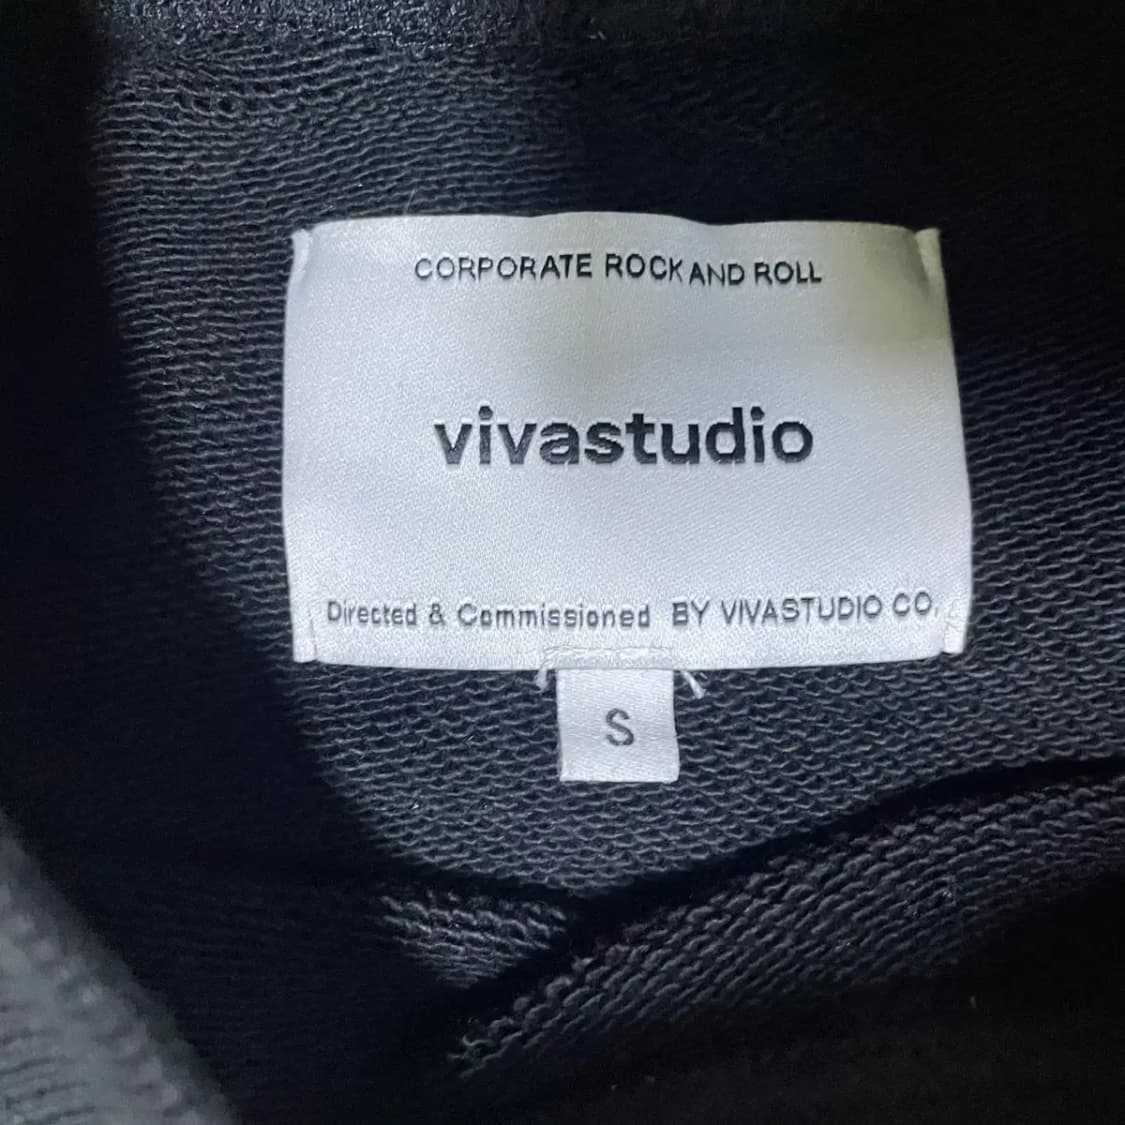 CORPORATE ROCK AND ROLL
vivastudio
Directed & Commissioned BY VIVASTUDIO CO.
S